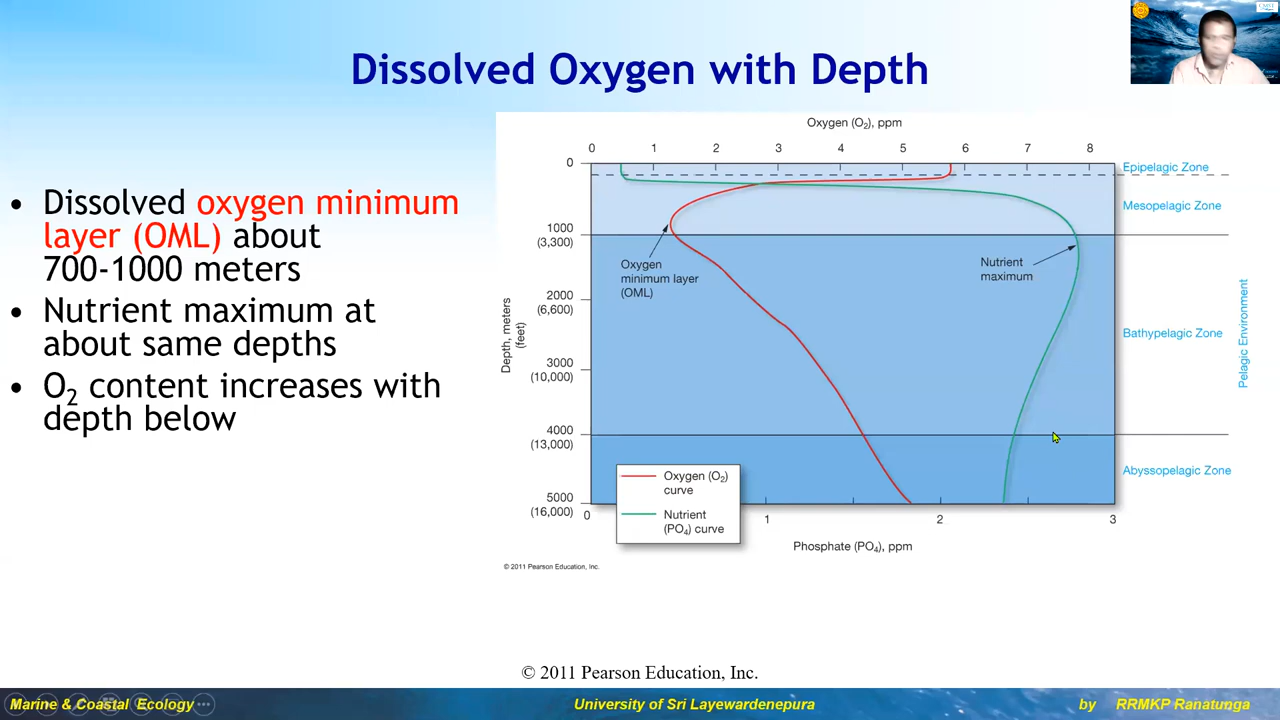 Dissolved Oxygen with Depth
• Dissolved oxygen minimum
layer (OML) about
700-1000 meters
• Nutrient maximum at
about same depths
• O₂ content increases with
depth below
Oxygen (O₂), ppm
0 1 2 3 4 5 6 7 8
0
1000
(3,300)
2000
(6,600)
3000
(10,000)
4000
(13,000)
5000
(16,000)
Depth, meters
(feet)
Oxygen
minimum layer
(OML)
Nutrient
maximum
Epipelagic Zone
Mesopelagic Zone
Bathypelagic Zone
Abyssopelagic Zone
Pelagic Environment
Oxygen (O₂)
curve
Nutrient
(PO₄) curve
0 1 2 3
Phosphate (PO₄), ppm
© 2011 Pearson Education, Inc.
© 2011 Pearson Education, Inc.
Marine & Coastal Ecology University of Sri Layewardenepura by RRMKP Ranatunga